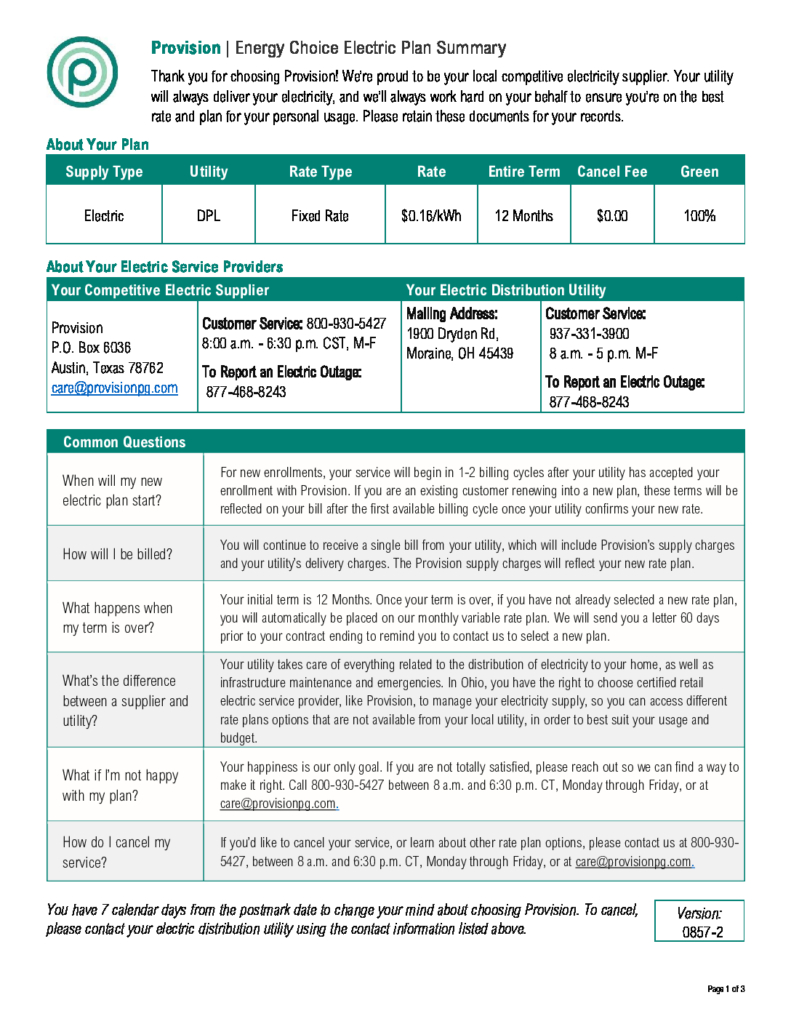 Provision | Energy Choice Electric Plan Summary
Thank you for choosing Provision! We're proud to be your local competitive electricity supplier. Your utility
will always deliver your electricity, and we'll always work hard on your behalf to ensure you're on the best
rate and plan for your personal usage. Please retain these documents for your records.
About Your Plan
Supply Type Utility Rate Type Rate Entire Term Cancel Fee Green
Electric DPL Fixed Rate $0.16/kWh 12 Months $0.00 100%
About Your Electric Service Providers
Your Competitive Electric Supplier Your Electric Distribution Utility
Provision
P.O. Box 6036
Austin, Texas 78762
care@provisionpg.com
Customer Service: 800-930-5427
8:00 a.m. - 6:30 p.m. CST, M-F
To Report an Electric Outage:
877-468-8243
Mailing Address:
1900 Dryden Rd,
Moraine, OH 45439
Customer Service:
937-331-3900
8 a.m. - 5 p.m. M-F
To Report an Electric Outage:
877-468-8243
Common Questions
When will my new
electric plan start?
For new enrollments, your service will begin in 1-2 billing cycles after your utility has accepted your
enrollment with Provision. If you are an existing customer renewing into a new plan, these terms will be
reflected on your bill after the first available billing cycle once your utility confirms your new rate.
How will I be billed?
You will continue to receive a single bill from your utility, which will include Provision's supply charges
and your utility's delivery charges. The Provision supply charges will reflect your new rate plan.
What happens when
my term is over?
Your initial term is 12 Months. Once your term is over, if you have not already selected a new rate plan,
you will automatically be placed on our monthly variable rate plan. We will send you a letter 60 days
prior to your contract ending to remind you to contact us to select a new plan.
What's the difference
between a supplier and
utility?
Your utility takes care of everything related to the distribution of electricity to your home, as well as
infrastructure maintenance and emergencies. In Ohio, you have the right to choose certified retail
electric service provider, like Provision, to manage your electricity supply, so you can access different
rate plans options that are not available from your local utility, in order to best suit your usage and
budget.
What if I'm not happy
with my plan?
Your happiness is our only goal. If you are not totally satisfied, please reach out so we can find a way to
make it right. Call 800-930-5427 between 8 a.m. and 6:30 p.m. CT, Monday through Friday, or at
care@provisionpg.com.
How do I cancel my
service?
If you'd like to cancel your service, or learn about other rate plan options, please contact us at 800-930-
5427, between 8 a.m. and 6:30 p.m. CT, Monday through Friday, or at care@provisionpg.com.
You have 7 calendar days from the postmark date to change your mind about choosing Provision. To cancel,
please contact your electric distribution utility using the contact information listed above.
Version:
0857-2
Page 1 of 3